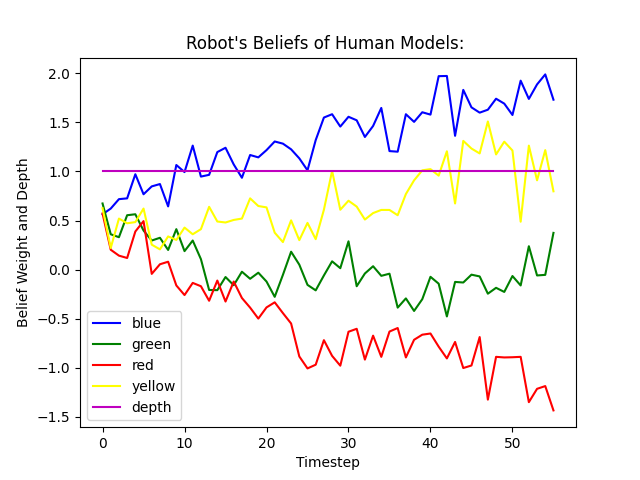 Robot's Beliefs of Human Models:
Belief Weight and Depth
2.0
1.5
1.0
0.5
0.0
−0.5
−1.0
−1.5
blue
green
red
yellow
depth
0 10 20 30 40 50
Timestep